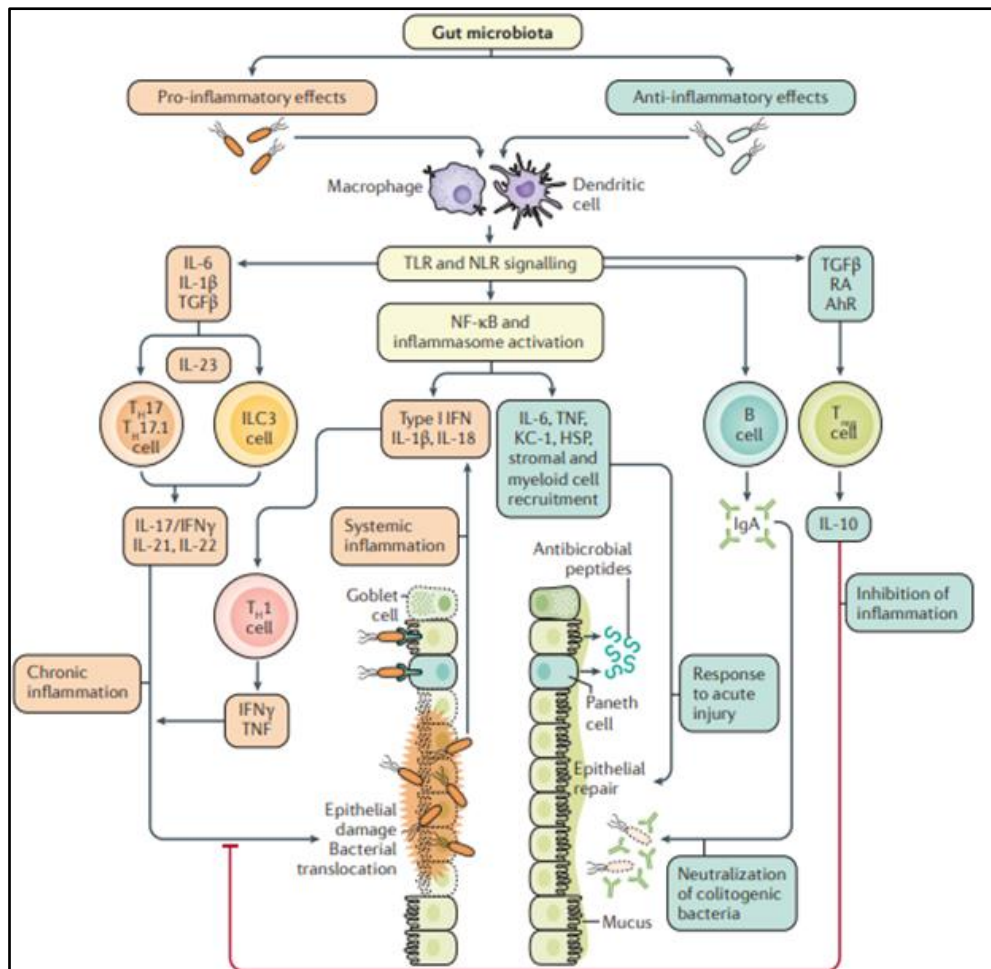 Gut microbiota
Pro-inflammatory effects
Anti-inflammatory effects
Macrophage
Dendritic
cell
IL-6
IL-1β
TGFβ
TLR and NLR signalling
TGFβ
RA
AhR
NF-κB and
inflammasome activation
IL-23
TH17
TH17.1
cell
ILC3
cell
Type I IFN
IL-1β, IL-18
IL-6, TNF,
KC-1, HSP,
stromal and
myeloid cell
recruitment
B
cell
Treg
cell
IL-17/IFNγ
IL-21, IL-22
Systemic
inflammation
IgA
IL-10
Antibicrobial
peptides
Goblet
cell
TH1
cell
Inhibition of
inflammation
Chronic
inflammation
Response
to acute
injury
Paneth
cell
IFNγ
TNF
Epithelial
repair
Epithelial
damage
Bacterial
translocation
Neutralization
of colitogenic
bacteria
Mucus